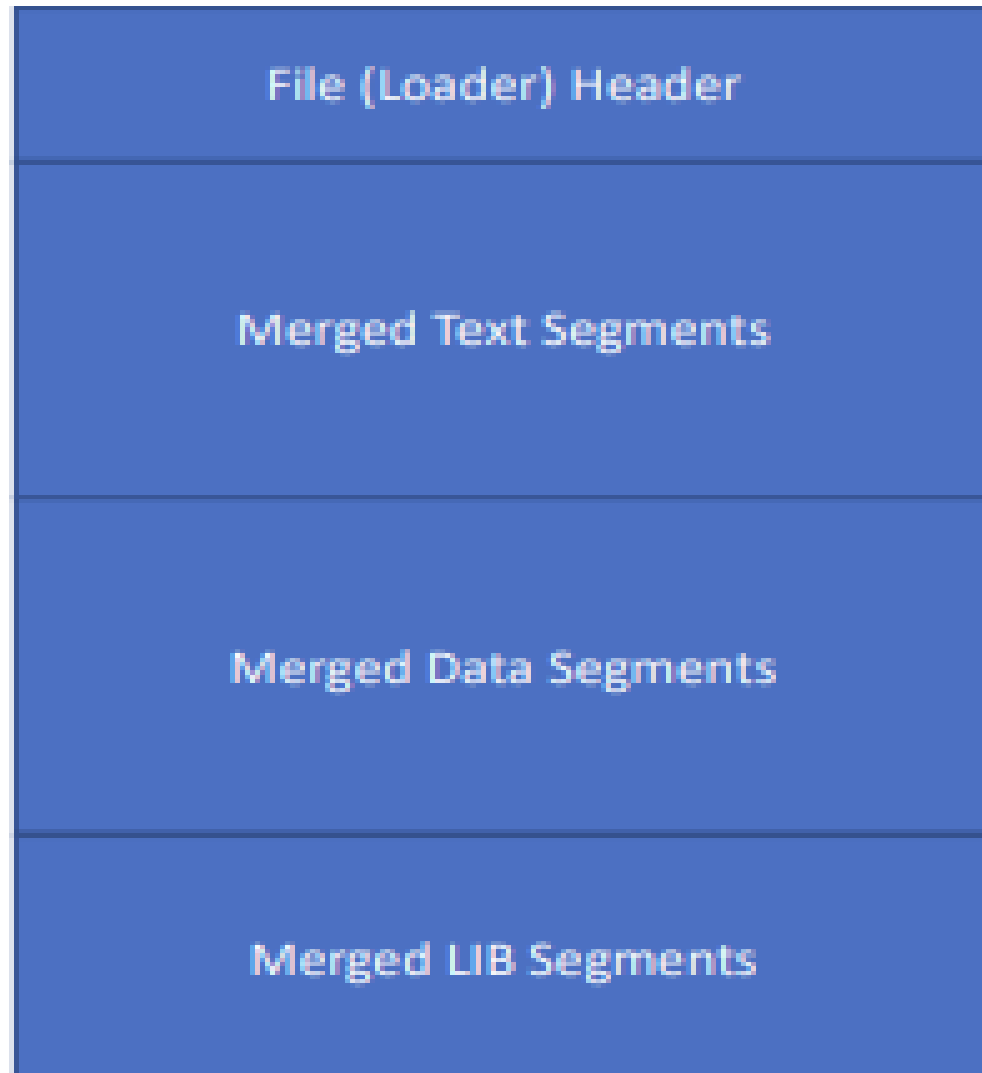 File (Loader) Header
Merged Text Segments
Merged Data Segments
Merged LIB Segments